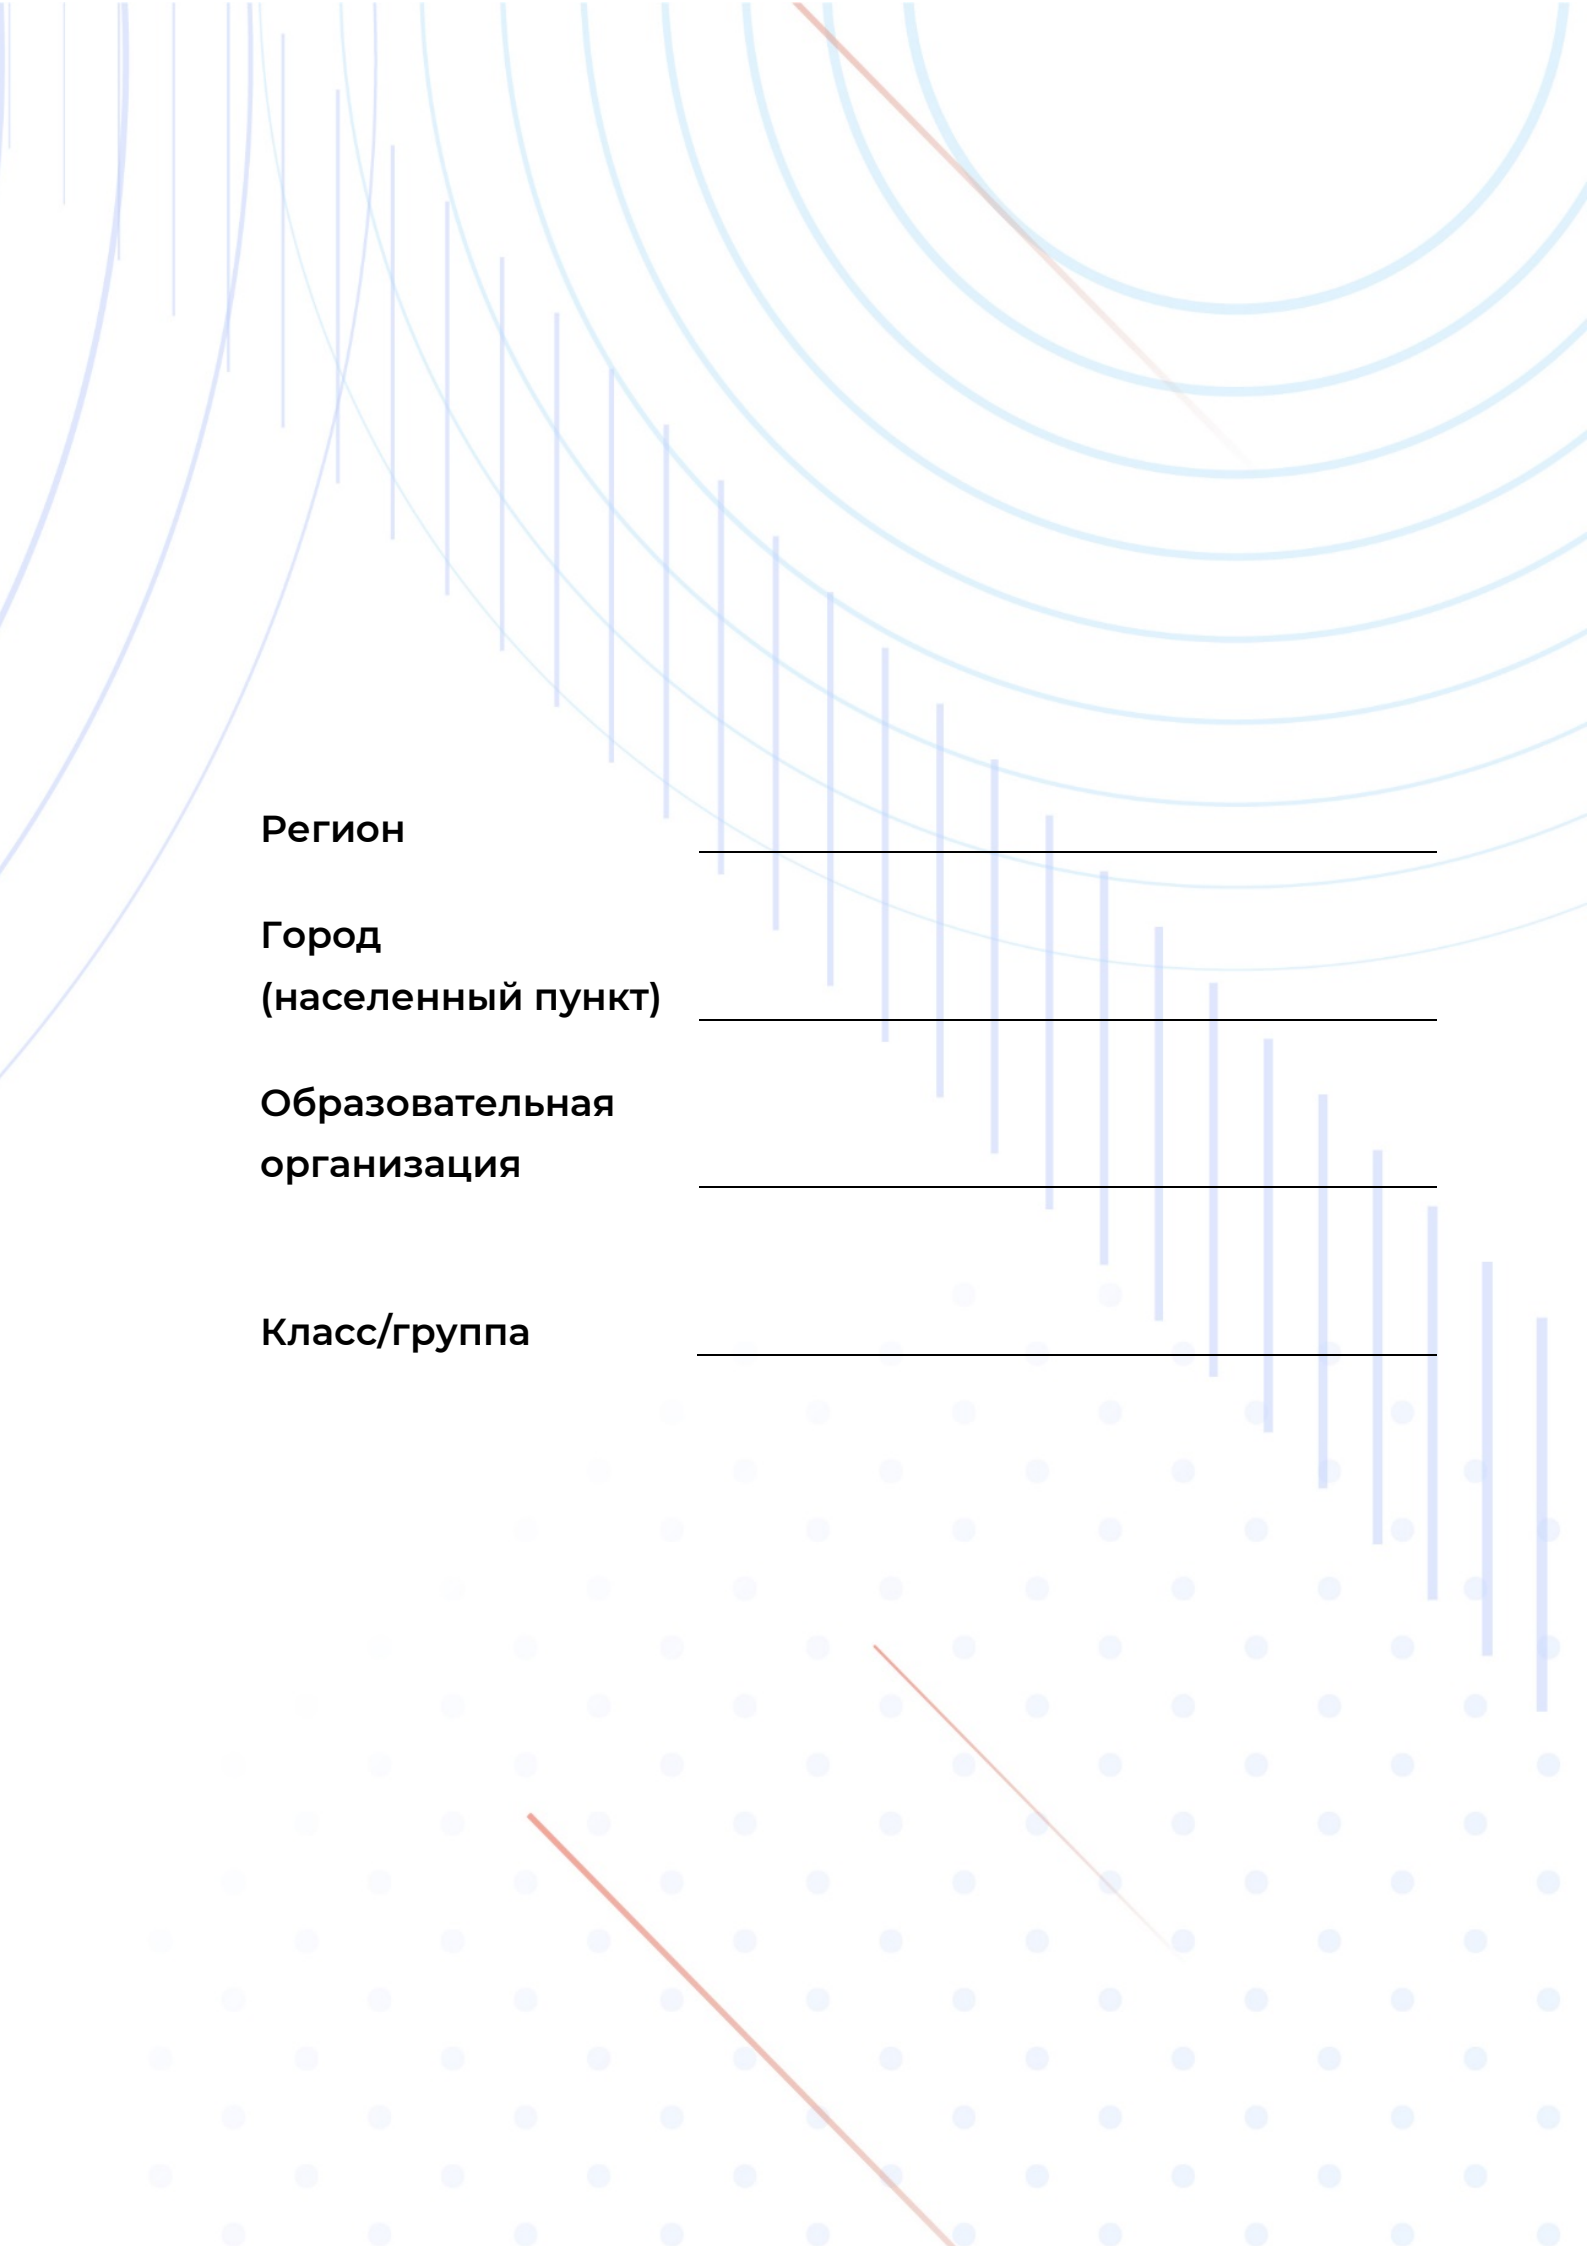 Регион
Город
(населенный пункт)
Образовательная
организация
Класс/группа